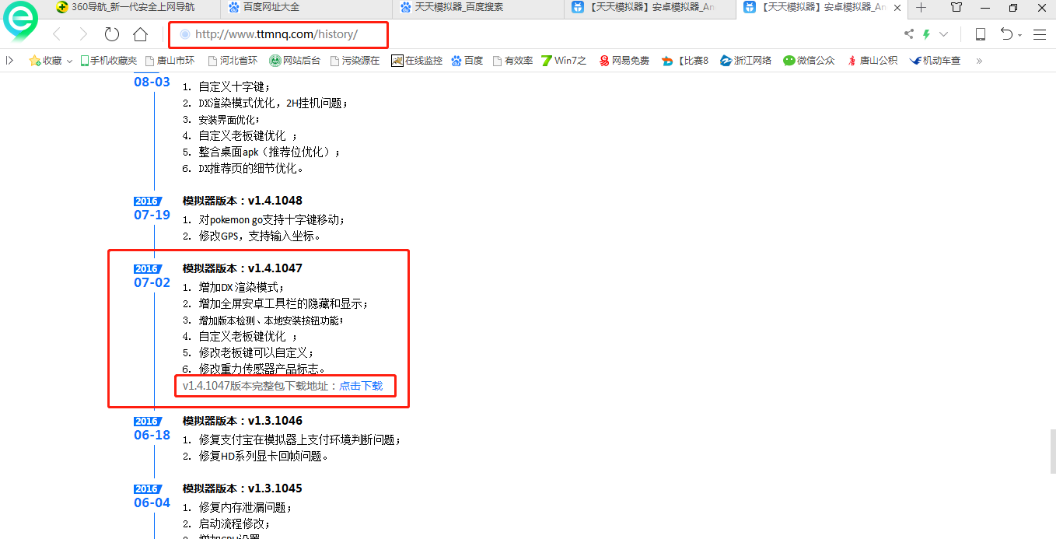 360导航_新一代安全上网导航
百度网址大全
天天模拟器_百度搜索
【天天模拟器】安卓模拟器_An
【天天模拟器】安卓模拟器_An
http://www.ttmnq.com/history/
收藏 手机收藏夹 唐山市环 河北省环 网站后台 污染源在 在线监控 百度 有效率 Win7之 网易免费 【比赛8 浙江网络 微信公众 唐山公积 机动车查 »
08-03
1. 自定义十字键；
2. DX渲染模式优化，2H挂机问题；
3. 安装界面优化；
4. 自定义老板键优化 ；
5. 整合桌面apk（推荐位优化）；
6. DX推荐页的细节优化。
2016 模拟器版本：v1.4.1048
07-19
1. 对pokemon go支持十字键移动；
2. 修改GPS，支持输入坐标。
2016 模拟器版本：v1.4.1047
07-02
1. 增加DX 渲染模式；
2. 增加全屏安卓工具栏的隐藏和显示；
3. 增加版本检测、本地安装按钮功能；
4. 自定义老板键优化 ；
5. 修改老板键可以自定义；
6. 修改重力传感器产品标志。
v1.4.1047版本完整包下载地址：点击下载
2016 模拟器版本：v1.3.1046
06-18
1. 修复支付宝在模拟器上支付环境判断问题；
2. 修复HD系列显卡回帧问题。
2016 模拟器版本：v1.3.1045
06-04
1. 修复内存泄漏问题；
2. 启动流程修改；